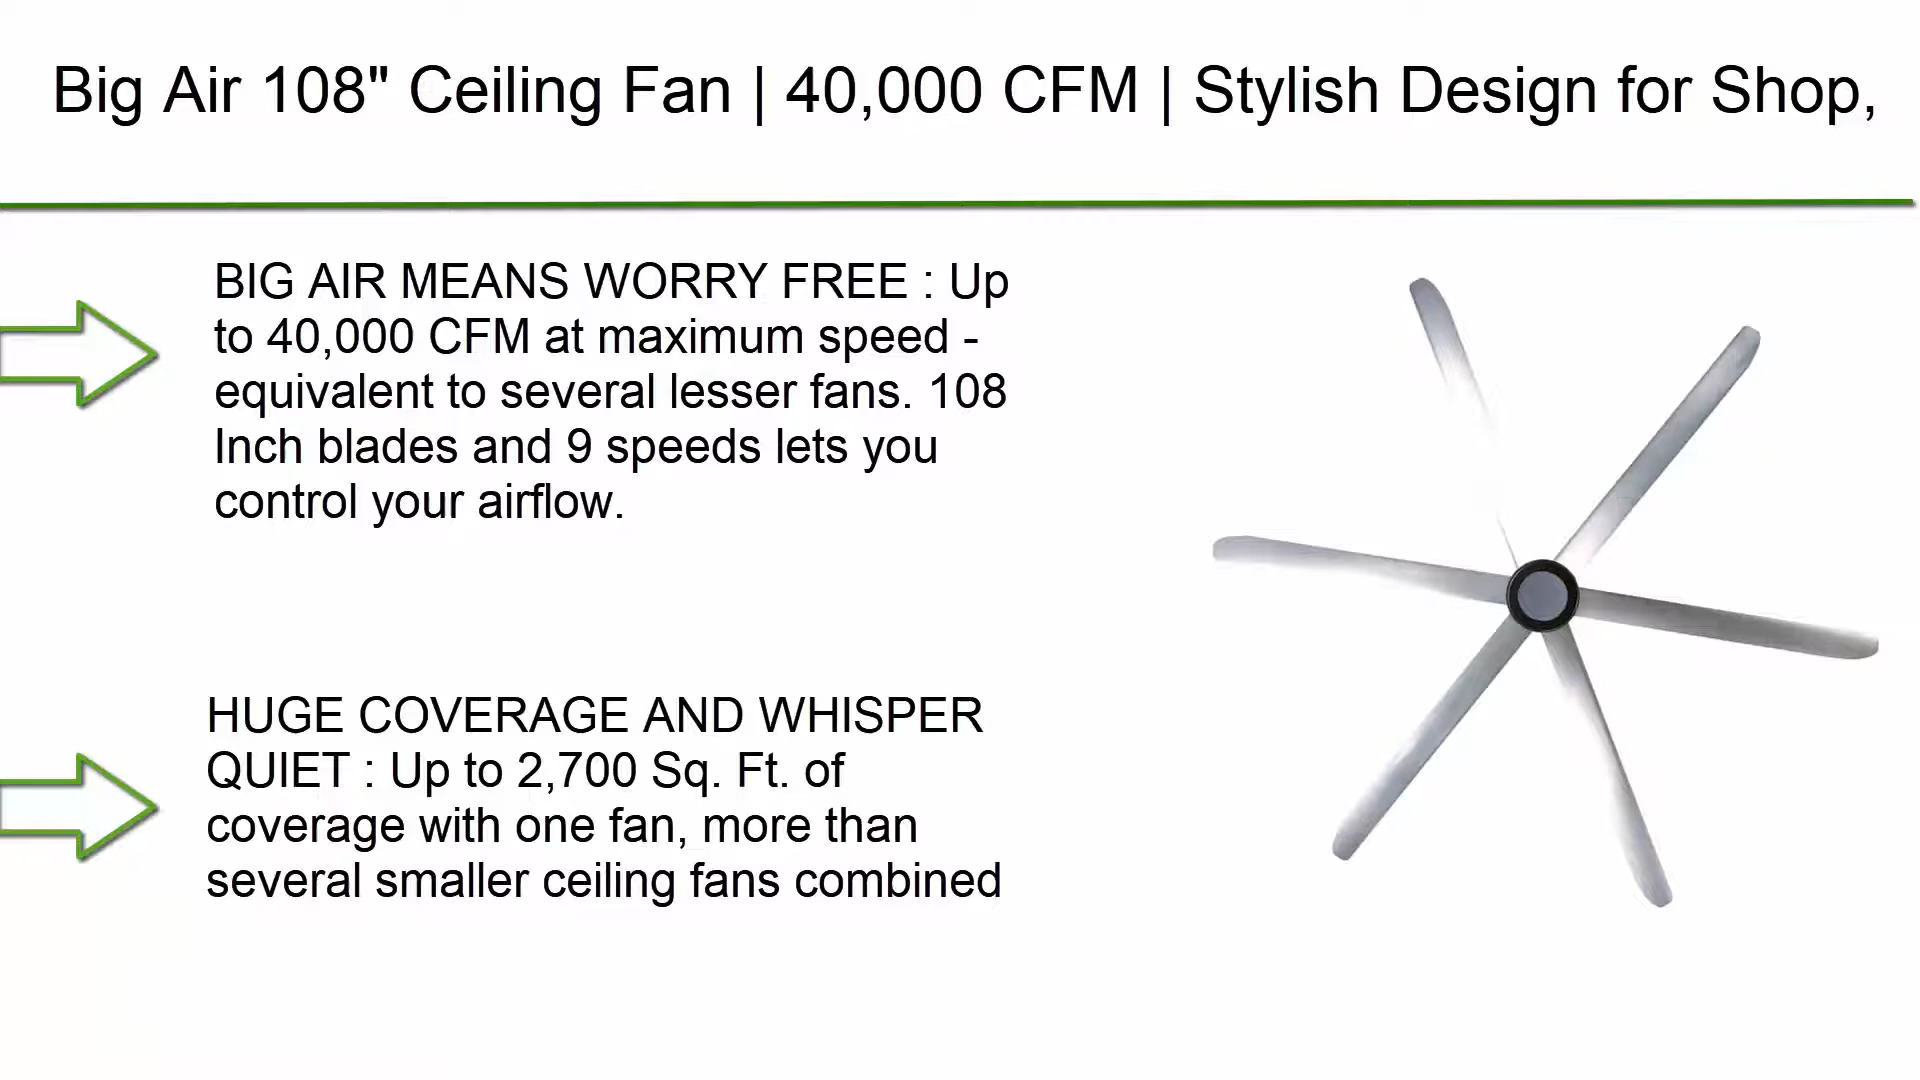 Big Air 108" Ceiling Fan | 40,000 CFM | Stylish Design for Shop,
BIG AIR MEANS WORRY FREE : Up
to 40,000 CFM at maximum speed -
equivalent to several lesser fans. 108
Inch blades and 9 speeds lets you
control your airflow.
HUGE COVERAGE AND WHISPER
QUIET : Up to 2,700 Sq. Ft. of
coverage with one fan, more than
several smaller ceiling fans combined